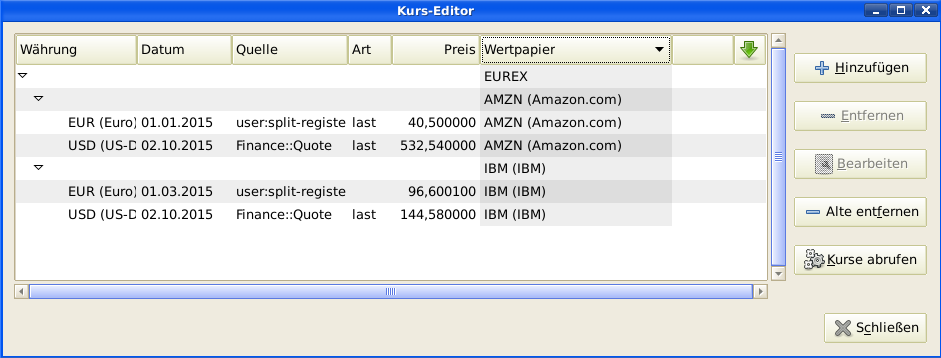 Kurs-Editor
Währung Datum Quelle Art Preis Wertpapier
EUREX
AMZN (Amazon.com)
EUR (Euro) 01.01.2015 user:split-registe last 40,500000 AMZN (Amazon.com)
USD (US-D 02.10.2015 Finance::Quote last 532,540000 AMZN (Amazon.com)
IBM (IBM)
EUR (Euro) 01.03.2015 user:split-registe 96,600100 IBM (IBM)
USD (US-D 02.10.2015 Finance::Quote last 144,580000 IBM (IBM)
Hinzufügen
Entfernen
Bearbeiten
Alte entfernen
Kurse abrufen
Schließen